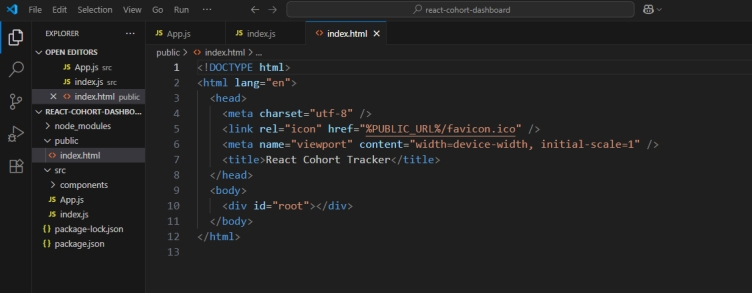 File Edit Selection View Go Run ... react-cohort-dashboard
EXPLORER ...
OPEN EDITORS
JS App.js src
JS index.js src
index.html public
REACT-COHORT-DASHBO...
node_modules
public
index.html
src
components
JS App.js
JS index.js
package-lock.json
package.json
JS App.js JS index.js index.html
public > index.html > ...
1 <!DOCTYPE html>
2 <html lang="en">
3 <head>
4 <meta charset="utf-8" />
5 <link rel="icon" href="%PUBLIC_URL%/favicon.ico" />
6 <meta name="viewport" content="width=device-width, initial-scale=1" />
7 <title>React Cohort Tracker</title>
8 </head>
9 <body>
10 <div id="root"></div>
11 </body>
12 </html>
13